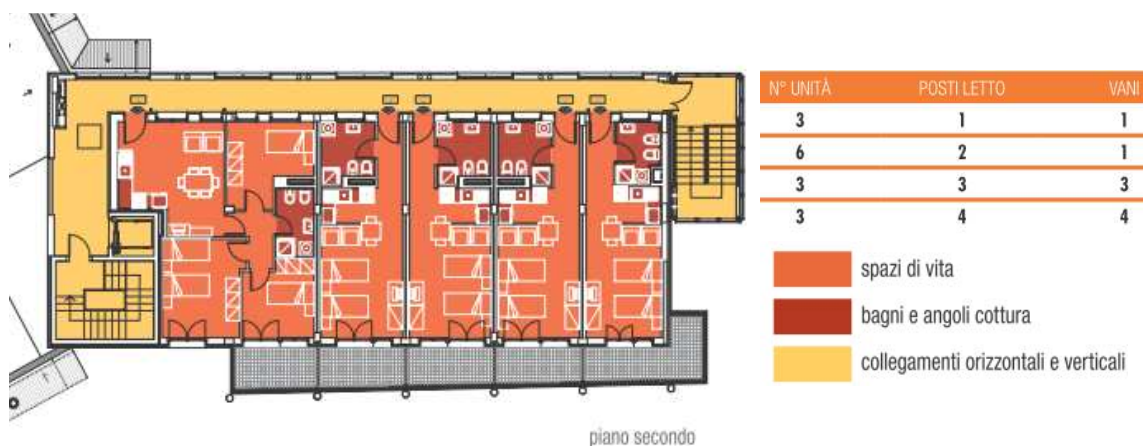 N° UNITÀ POSTI LETTO VANI
3 1 1
6 2 1
3 3 3
3 4 4
spazi di vita
bagni e angoli cottura
collegamenti orizzontali e verticali
piano secondo